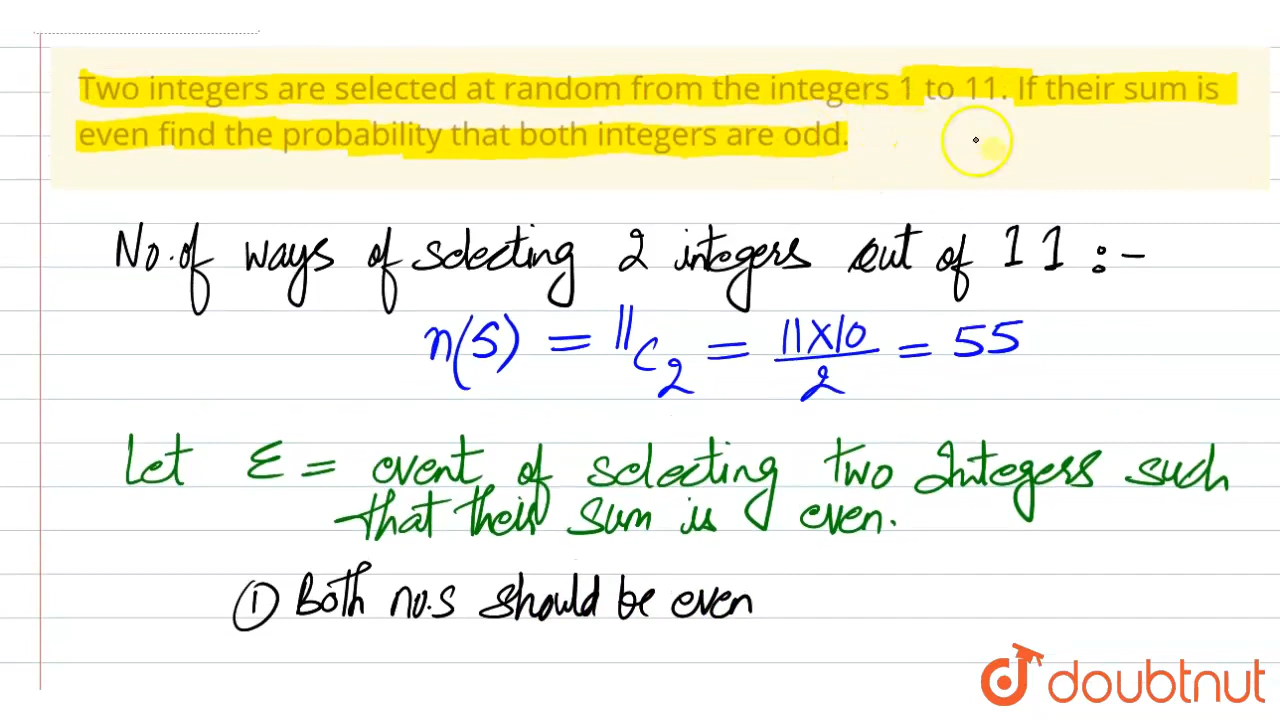 Two integers are selected at random from the integers 1 to 11. If their sum is
even find the probability that both integers are odd.
No. of ways of selecting 2 integers out of 11 :-
n(S) = ¹¹C₂ = 11×10/2 = 55
Let ε = event of selecting two Integers such
that their sum is even.
① Both no.s should be even
doubtnut